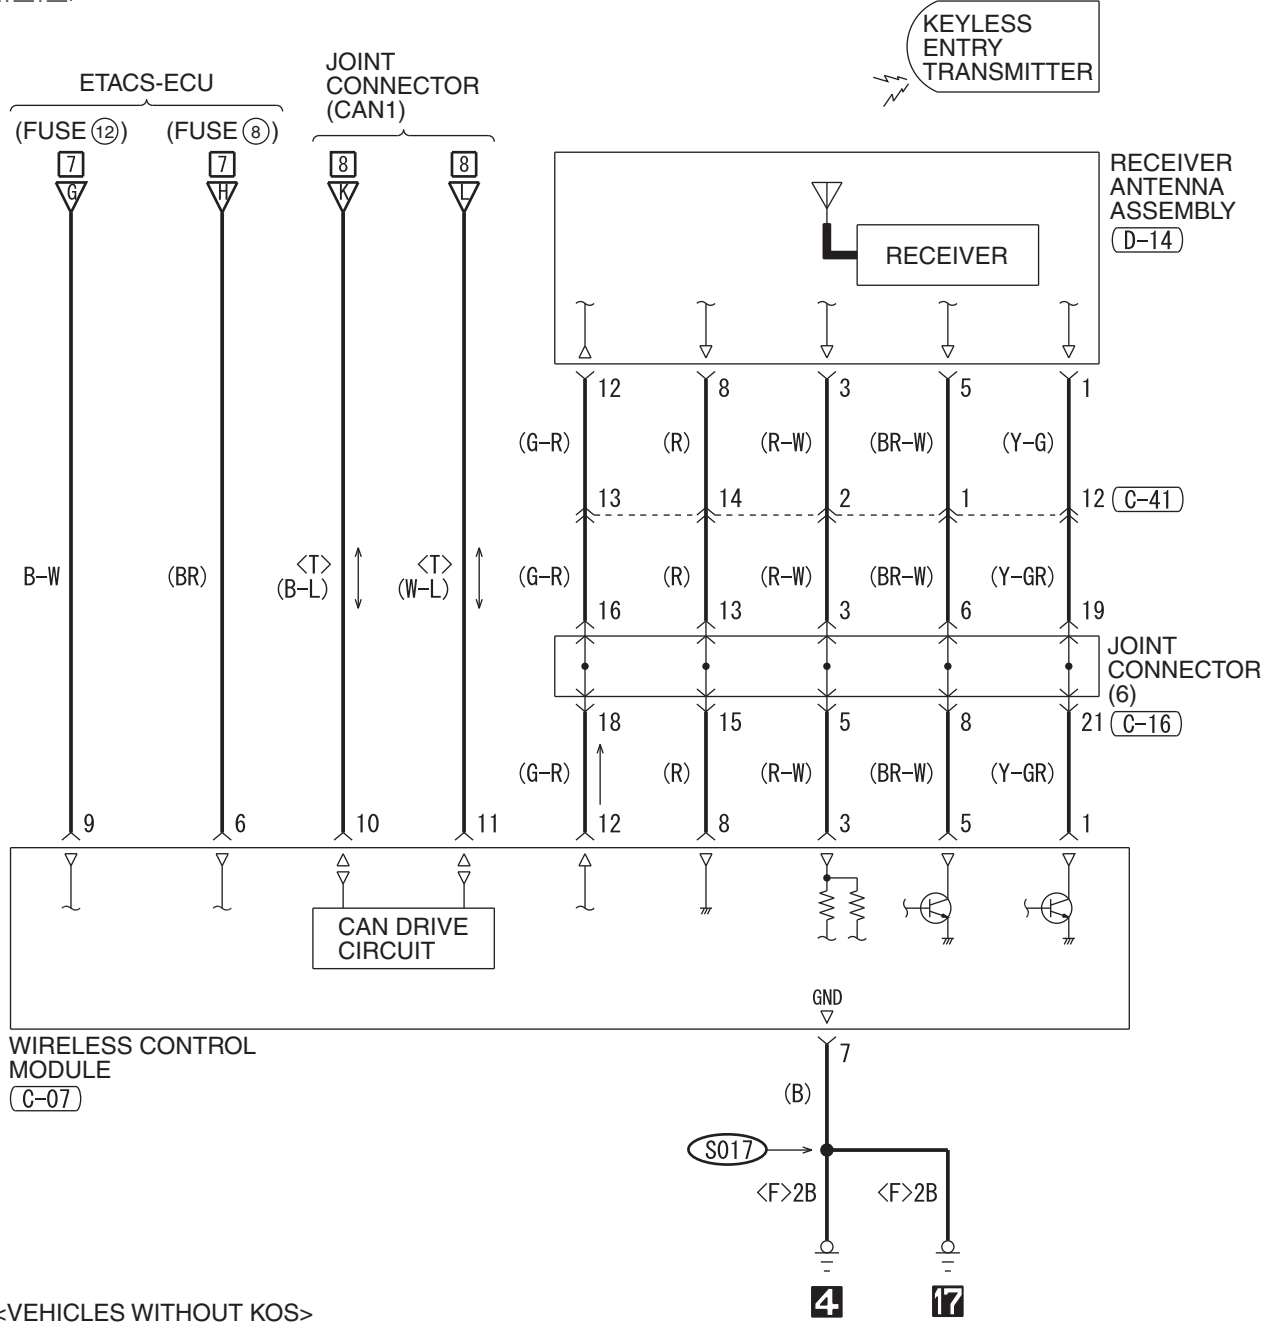 KEYLESS
ENTRY
TRANSMITTER
ETACS-ECU
JOINT
CONNECTOR
(CAN1)
(FUSE 12) (FUSE 8)
7 7 8 8
G H K L
RECEIVER
ANTENNA
ASSEMBLY
D-14
RECEIVER
12 8 3 5 1
(G-R) (R) (R-W) (BR-W) (Y-G)
13 14 2 1 12 C-41
B-W (BR) <T> (B-L) <T> (W-L) (G-R) (R) (R-W) (BR-W) (Y-GR)
16 13 3 6 19
JOINT
CONNECTOR
(6)
18 15 5 8 21 C-16
(G-R) (R) (R-W) (BR-W) (Y-GR)
9 6 10 11 12 8 3 5 1
CAN DRIVE
CIRCUIT
GND
WIRELESS CONTROL
MODULE
C-07
7
(B)
S017
<F>2B <F>2B
4 17
<VEHICLES WITHOUT KOS>